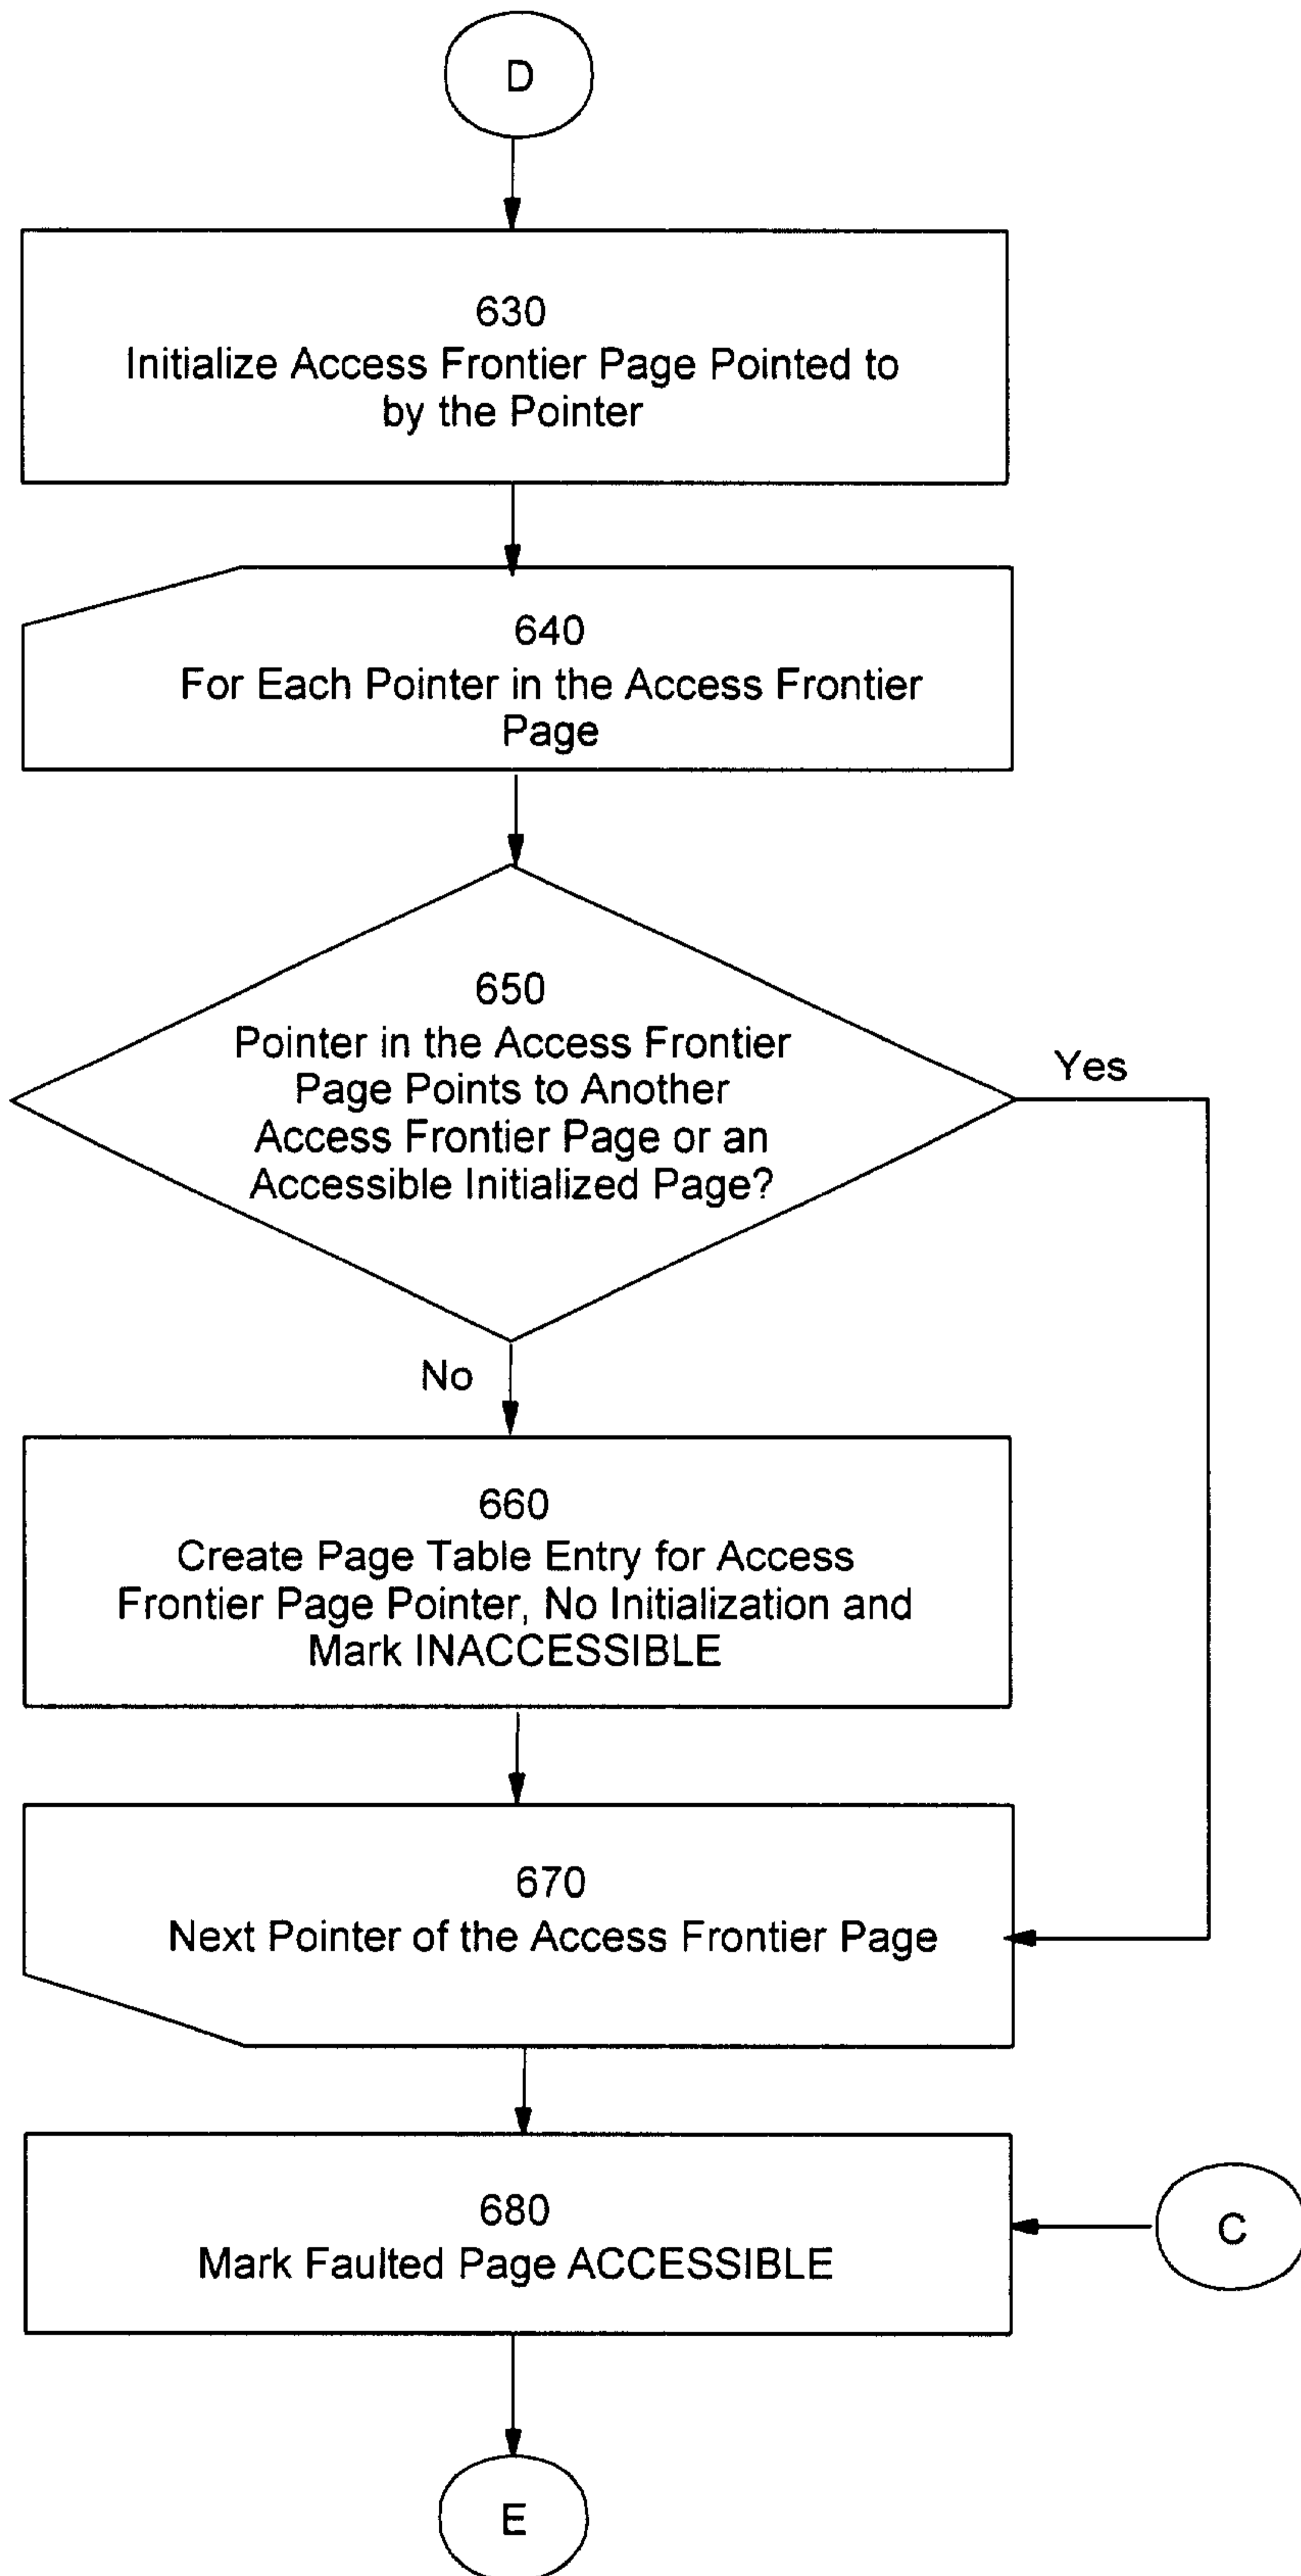 D
630
Initialize Access Frontier Page Pointed to
by the Pointer
640
For Each Pointer in the Access Frontier
Page
650
Pointer in the Access Frontier
Page Points to Another
Access Frontier Page or an
Accessible Initialized Page?
Yes
No
660
Create Page Table Entry for Access
Frontier Page Pointer, No Initialization and
Mark INACCESSIBLE
670
Next Pointer of the Access Frontier Page
680
Mark Faulted Page ACCESSIBLE
C
E